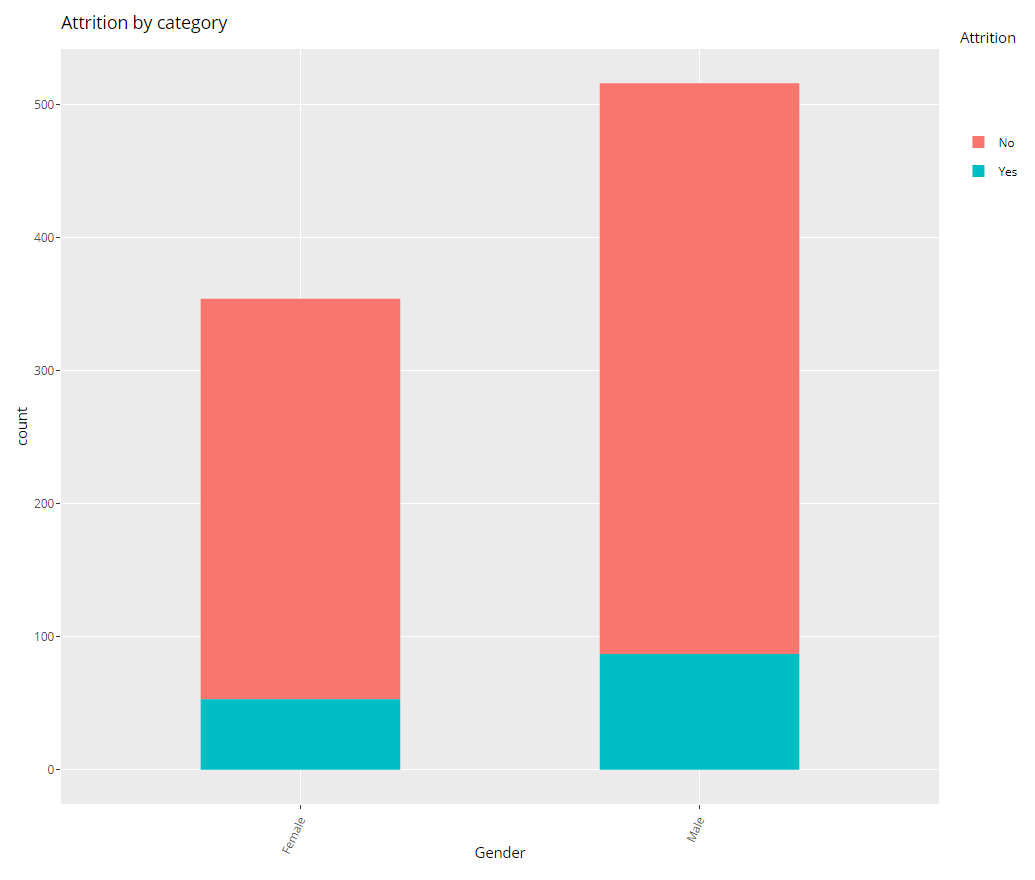 Attrition by category
Attrition
No
Yes
500
400
300
200
100
0
count
Female
Male
Gender